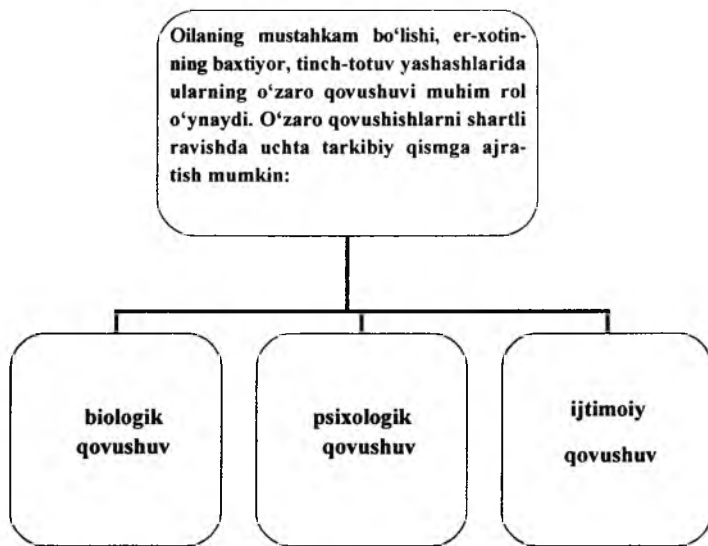 Oilaning mustahkam bo‘lishi, er-xotin-
ning baxtiyor, tinch-totuv yashashlarida
ularning o‘zaro qovushuvi muhim rol
o‘ynaydi. O‘zaro qovushishlarni shartli
ravishda uchta tarkibiy qismga ajra-
tish mumkin:
biologik
qovushuv
psixologik
qovushuv
ijtimoiy
qovushuv